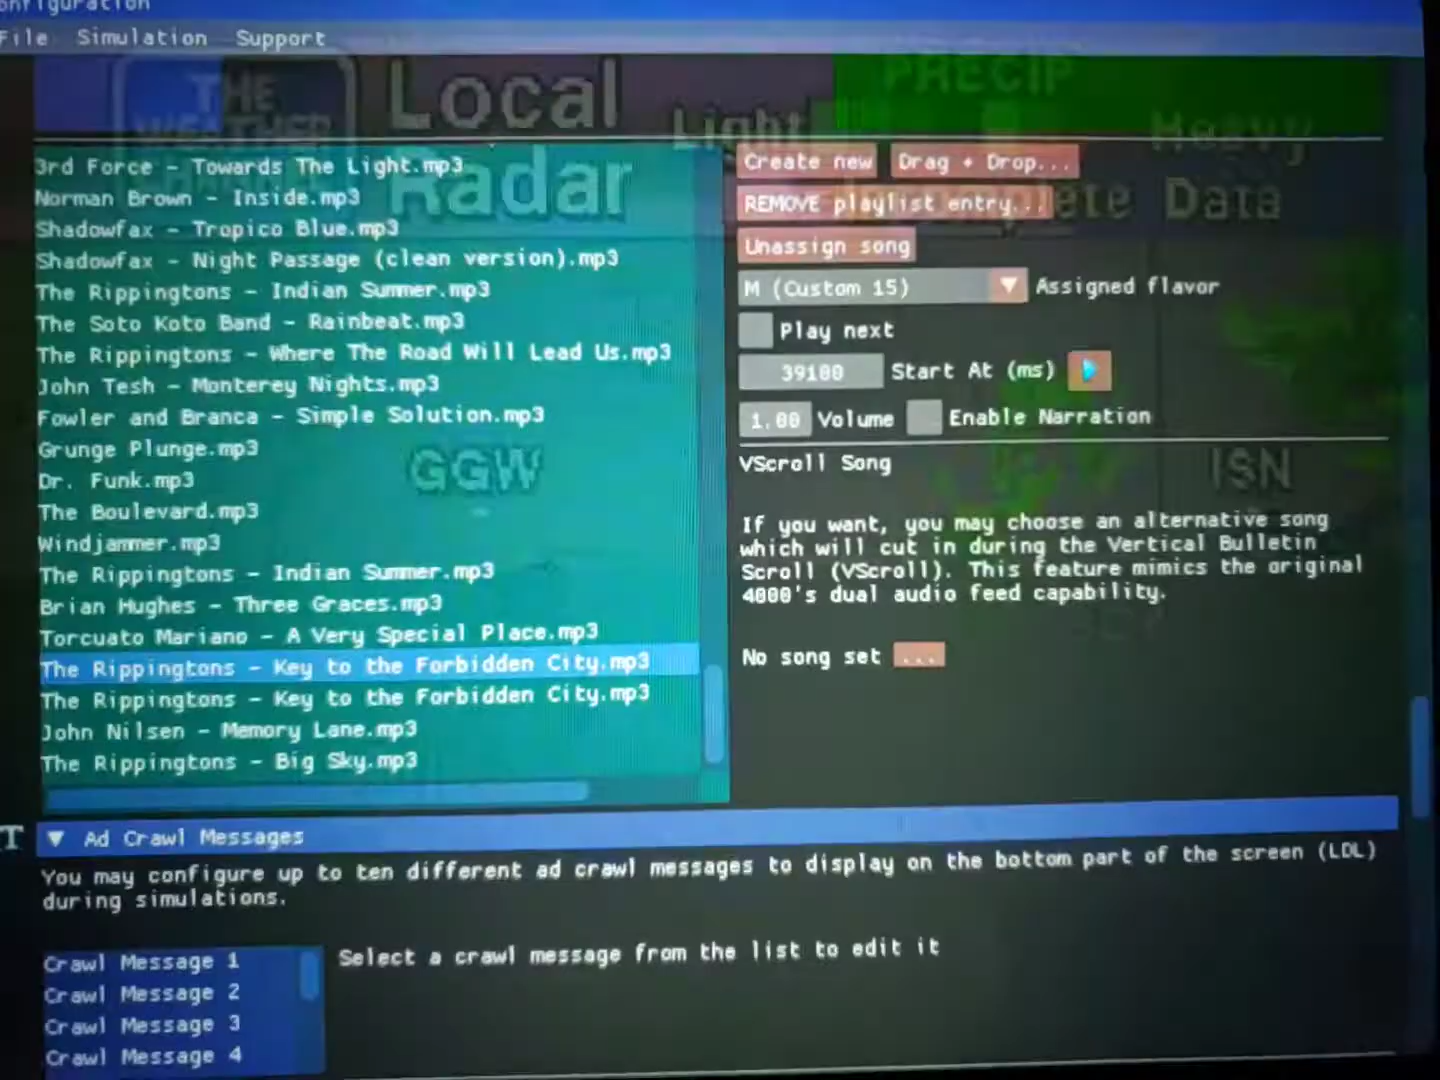 onfiguration
File Simulation Support
THE WEATHER
Local
Radar
PRECIP
Light
Heavy
ete Data
3rd Force - Towards The Light.mp3
Norman Brown - Inside.mp3
Shadowfax - Tropico Blue.mp3
Shadowfax - Night Passage (clean version).mp3
The Rippingtons - Indian Summer.mp3
The Soto Koto Band - Rainbeat.mp3
The Rippingtons - Where The Road Will Lead Us.mp3
John Tesh - Monterey Nights.mp3
Fowler and Branca - Simple Solution.mp3
Grunge Plunge.mp3
Dr. Funk.mp3
The Boulevard.mp3
Windjammer.mp3
The Rippingtons - Indian Summer.mp3
Brian Hughes - Three Graces.mp3
Torcuato Mariano - A Very Special Place.mp3
The Rippingtons - Key to the Forbidden City.mp3
The Rippingtons - Key to the Forbidden City.mp3
John Nilsen - Memory Lane.mp3
The Rippingtons - Big Sky.mp3
GGW
Create new Drag + Drop...
REMOVE playlist entry...
Unassign song
M (Custom 15) Assigned flavor
Play next
39100 Start At (ms)
1.00 Volume Enable Narration
VScroll Song
ISN
If you want, you may choose an alternative song
which will cut in during the Vertical Bulletin
Scroll (VScroll). This feature mimics the original
4000's dual audio feed capability.
No song set ...
T
Ad Crawl Messages
You may configure up to ten different ad crawl messages to display on the bottom part of the screen (LDL)
during simulations.
Crawl Message 1
Crawl Message 2
Crawl Message 3
Crawl Message 4
Select a crawl message from the list to edit it